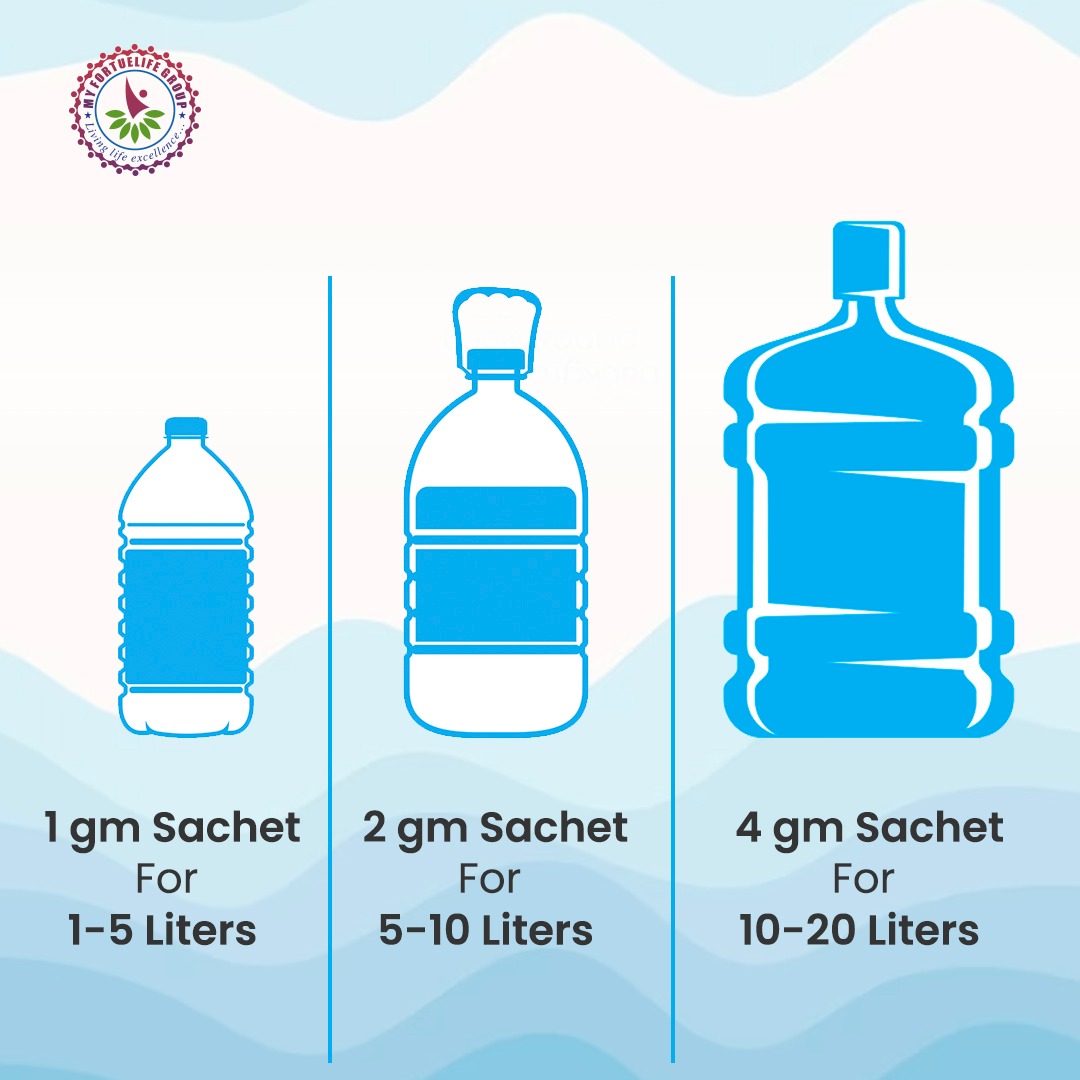 MY FORTUELIFE GROUP
Living life excellence...
1 gm Sachet
For
1-5 Liters
2 gm Sachet
For
5-10 Liters
4 gm Sachet
For
10-20 Liters